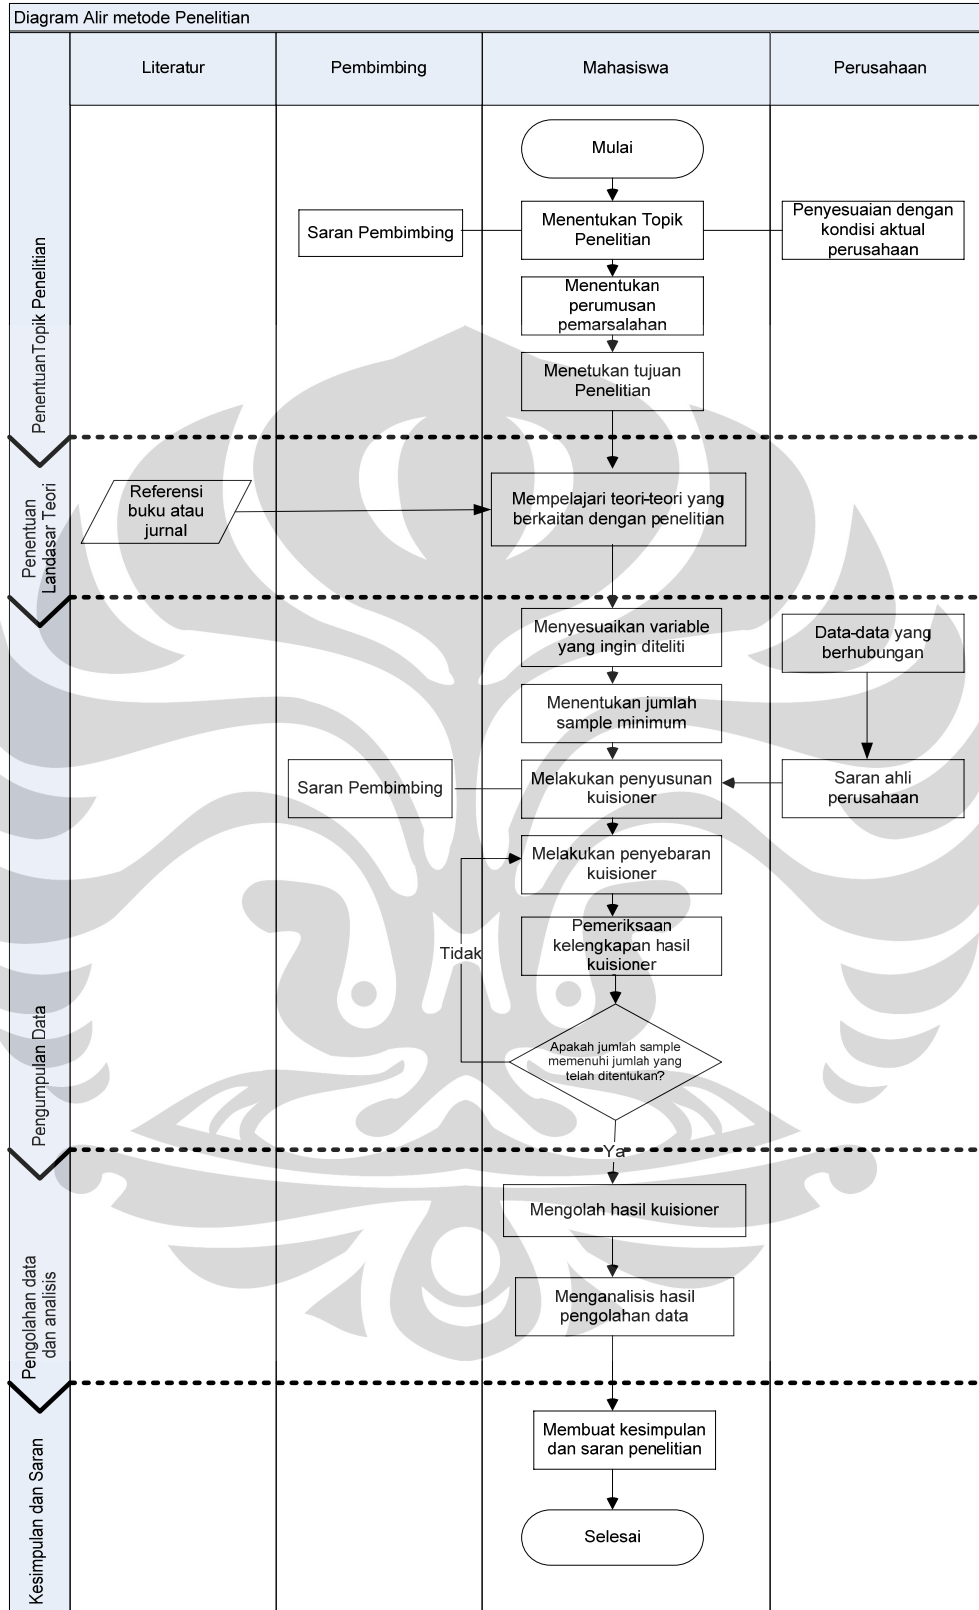 Diagram Alir metode Penelitian
Literatur
Pembimbing
Mahasiswa
Perusahaan
PenentuanTopik Penelitian
Mulai
Saran Pembimbing
Menentukan Topik
Penelitian
Penyesuaian dengan
kondisi aktual
perusahaan
Menentukan
perumusan
pemarsalahan
Menetukan tujuan
Penelitian
Penentuan
Landasar Teori
Referensi
buku atau
jurnal
Mempelajari teori-teori yang
berkaitan dengan penelitian
Pengumpulan Data
Menyesuaikan variable
yang ingin diteliti
Data-data yang
berhubungan
Menentukan jumlah
sample minimum
Saran Pembimbing
Melakukan penyusunan
kuisioner
Saran ahli
perusahaan
Melakukan penyebaran
kuisioner
Tidak
Pemeriksaan
kelengkapan hasil
kuisioner
Apakah jumlah sample
memenuhi jumlah yang
telah ditentukan?
Ya
Pengolahan data
dan analisis
Mengolah hasil kuisioner
Menganalisis hasil
pengolahan data
Kesimpulan dan Saran
Membuat kesimpulan
dan saran penelitian
Selesai